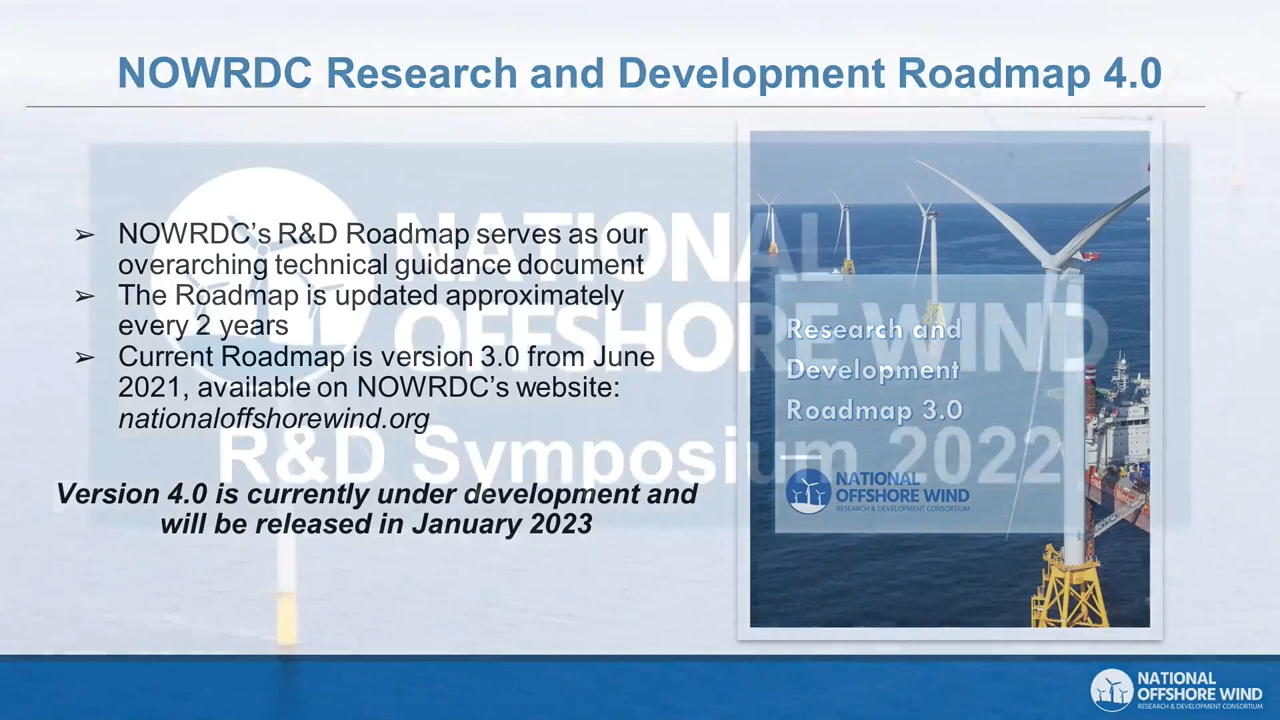 NOWRDC Research and Development Roadmap 4.0
➢ NOWRDC's R&D Roadmap serves as our
overarching technical guidance document
➢ The Roadmap is updated approximately
every 2 years
➢ Current Roadmap is version 3.0 from June
2021, available on NOWRDC's website:
nationaloffshorewind.org
Version 4.0 is currently under development and
will be released in January 2023
NATIONAL
OFFSHORE WIND
R&D Symposium 2022
Research and
Development
Roadmap 3.0
NATIONAL
OFFSHORE WIND
RESEARCH & DEVELOPMENT CONSORTIUM
NATIONAL
OFFSHORE WIND
RESEARCH & DEVELOPMENT CONSORTIUM